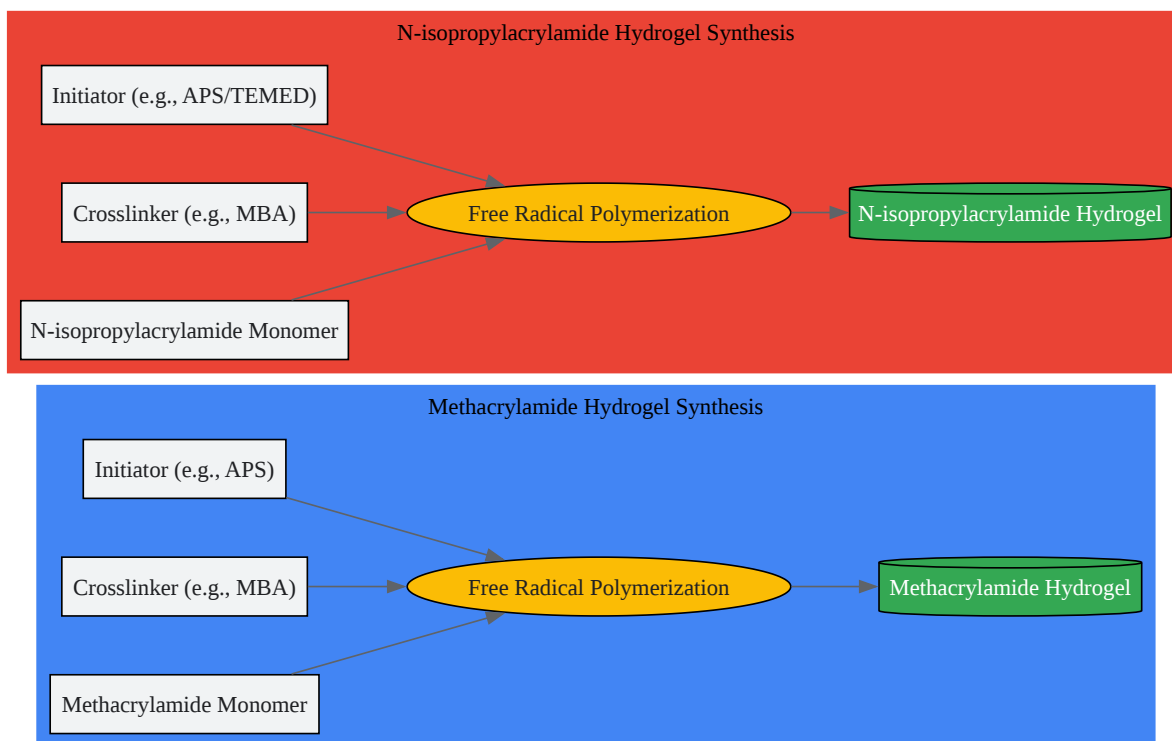 N-isopropylacrylamide Hydrogel Synthesis
Initiator (e.g., APS/TEMED)
Crosslinker (e.g., MBA)
Free Radical Polymerization
N-isopropylacrylamide Hydrogel
N-isopropylacrylamide Monomer
Methacrylamide Hydrogel Synthesis
Initiator (e.g., APS)
Crosslinker (e.g., MBA)
Free Radical Polymerization
Methacrylamide Hydrogel
Methacrylamide Monomer